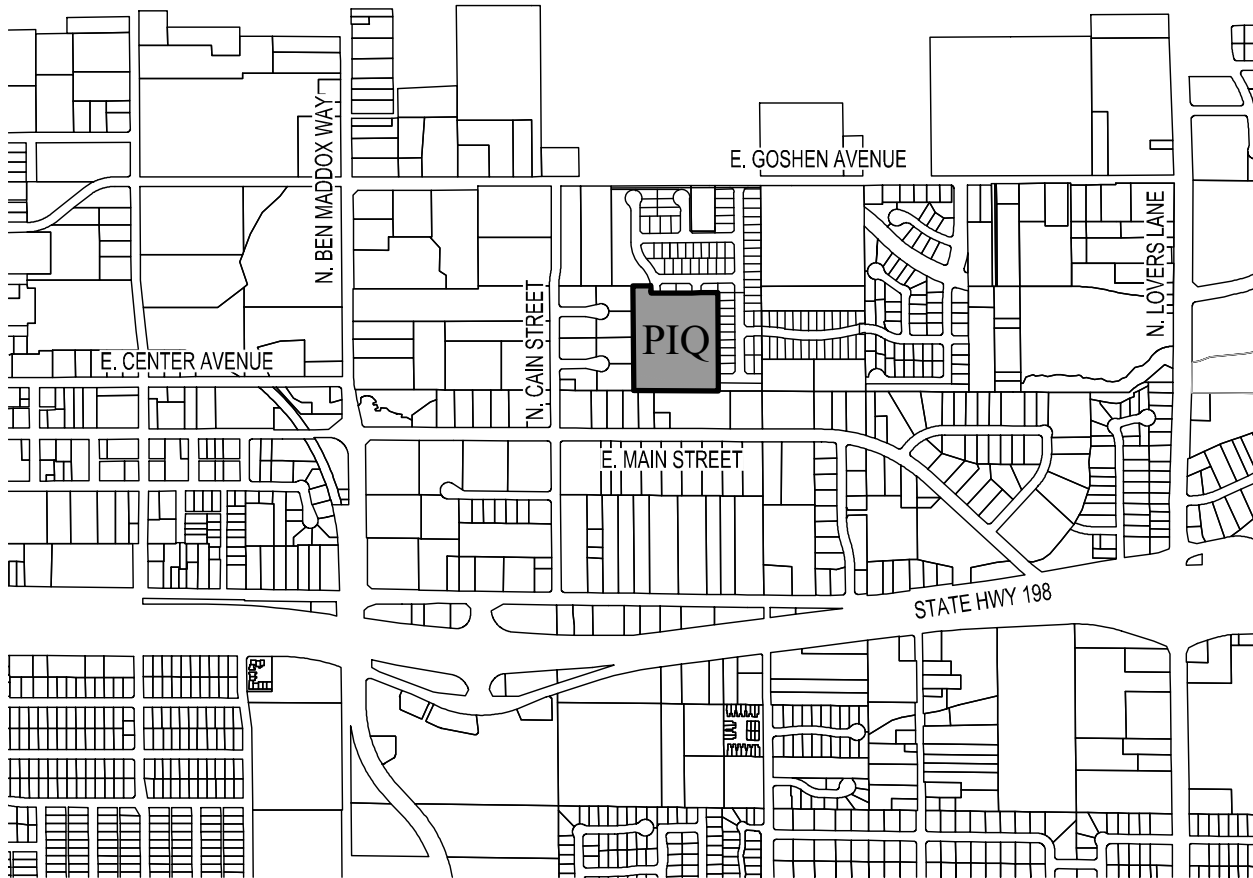 E. GOSHEN AVENUE
N. BEN MADDOX WAY
N. LOVERS LANE
N. CAIN STREET
PIQ
E. CENTER AVENUE
E. MAIN STREET
STATE HWY 198